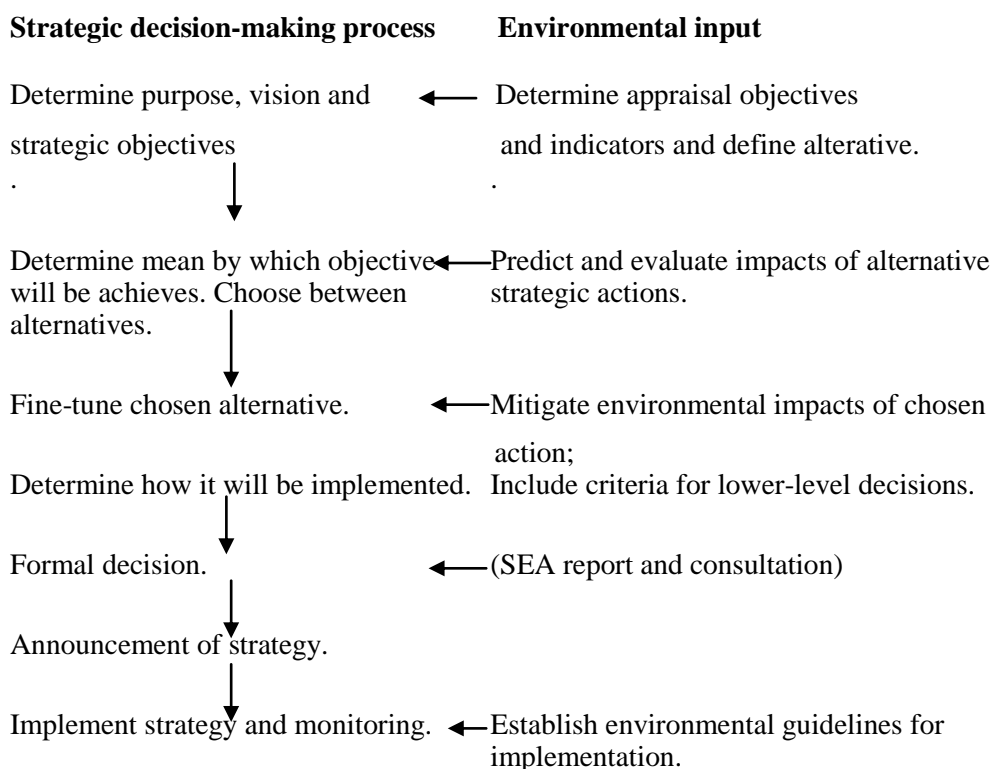 Strategic decision-making process Environmental input
Determine purpose, vision and Determine appraisal objectives
strategic objectives and indicators and define alterative.
. .
Determine mean by which objective Predict and evaluate impacts of alternative
will be achieves. Choose between strategic actions.
alternatives.
Fine-tune chosen alternative. Mitigate environmental impacts of chosen
action;
Determine how it will be implemented. Include criteria for lower-level decisions.
Formal decision. (SEA report and consultation)
Announcement of strategy.
Implement strategy and monitoring. Establish environmental guidelines for
implementation.